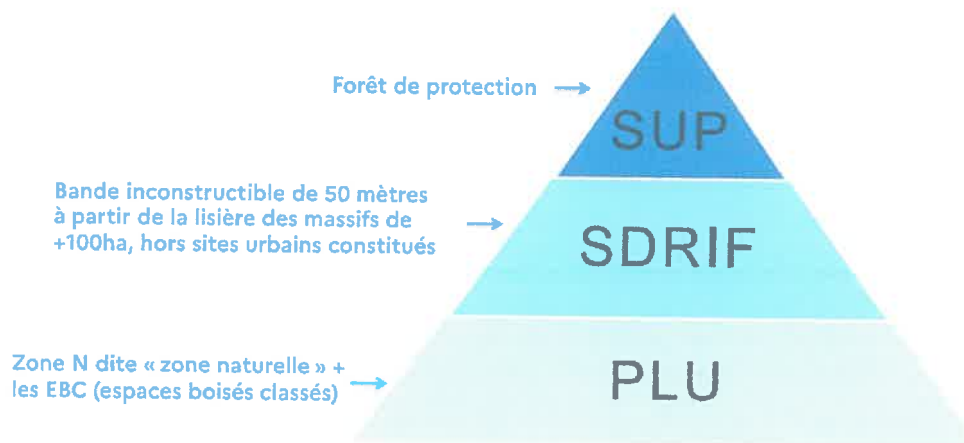 Forêt de protection →
SUP
Bande inconstructible de 50 mètres
à partir de la lisière des massifs de →
+100ha, hors sites urbains constitués
SDRIF
Zone N dite « zone naturelle » +
les EBC (espaces boisés classés) →
PLU